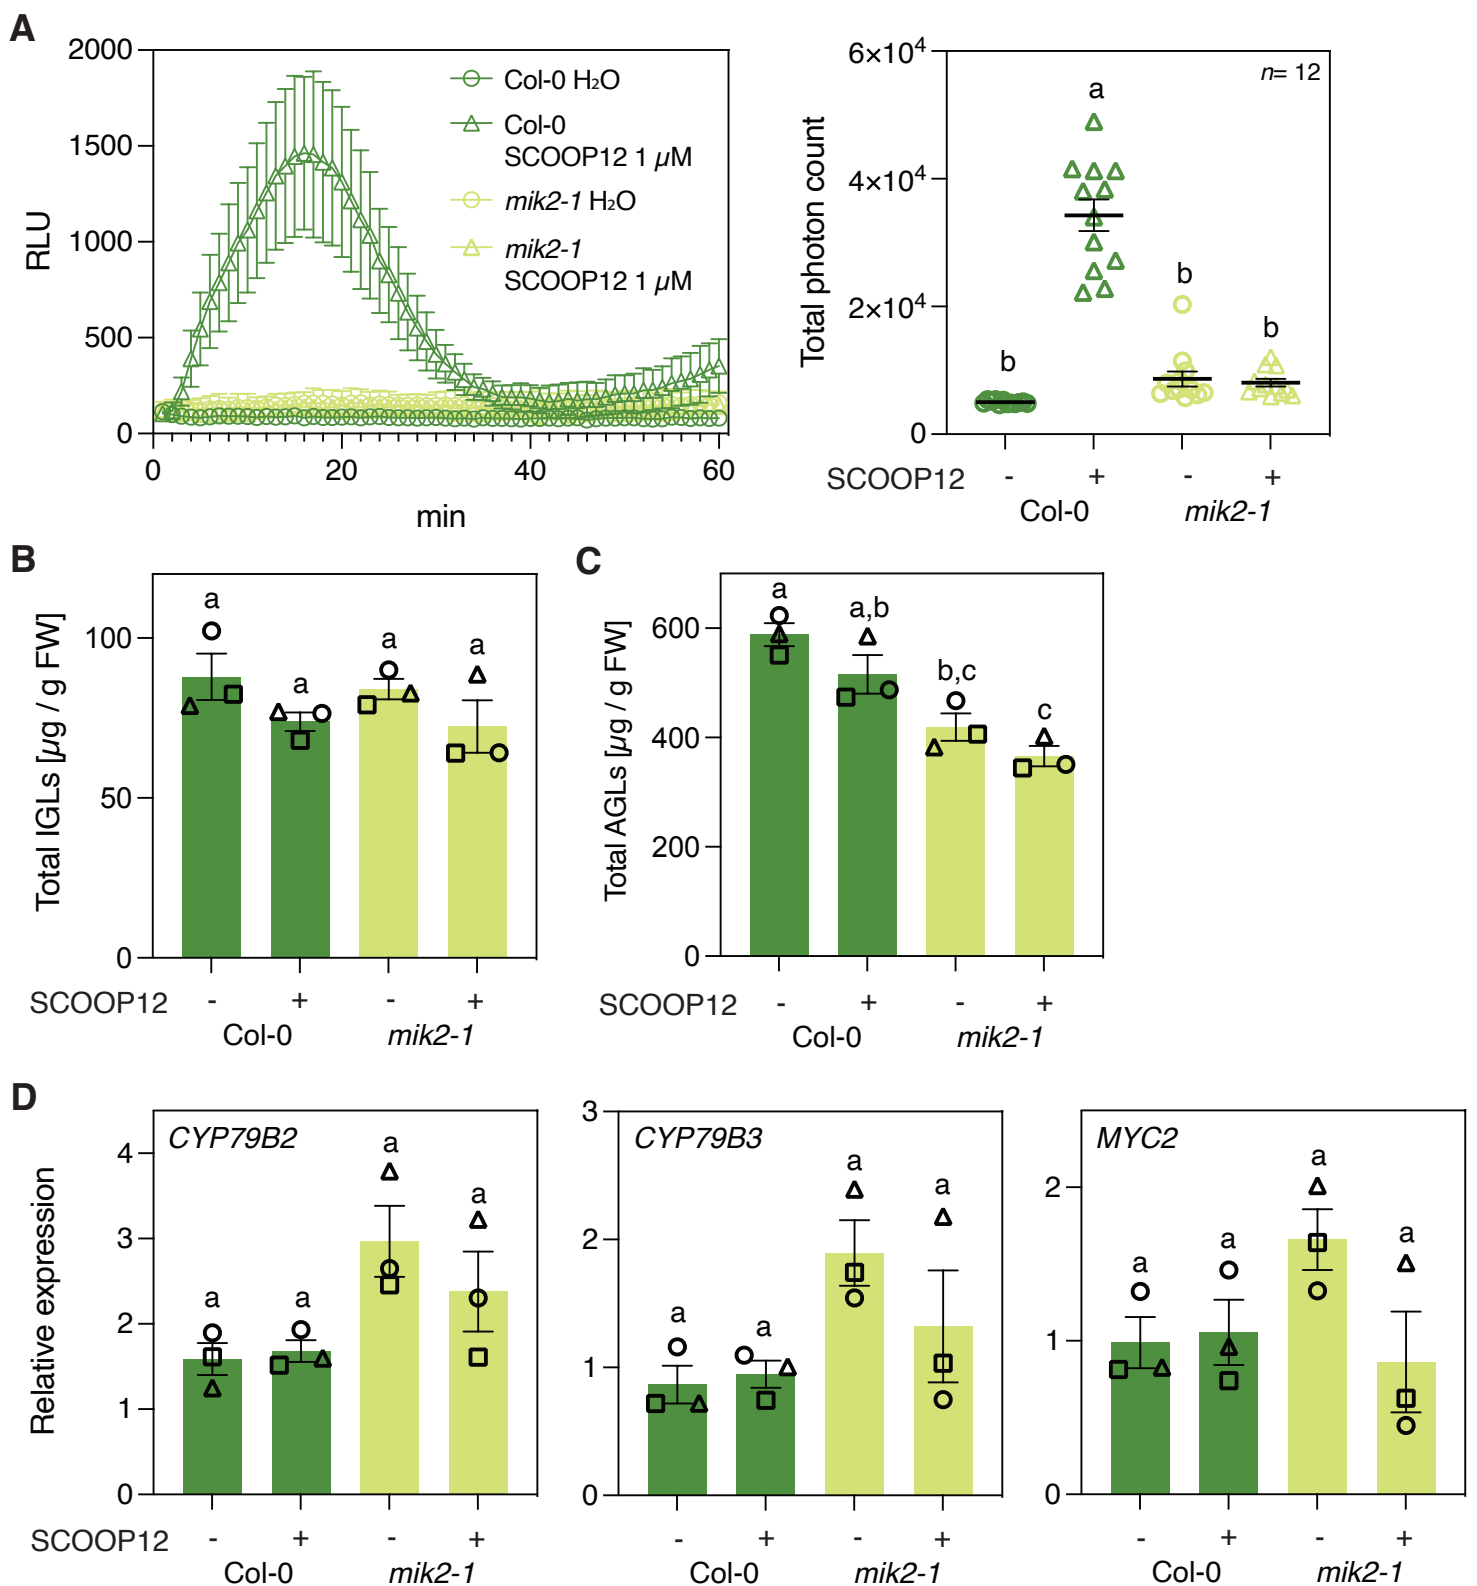 A
2000
1500
1000
500
0
RLU
0
20
40
60
min
Col-0 H₂O
Col-0
SCOOP12 1 µM
mik2-1 H₂O
mik2-1
SCOOP12 1 µM
6×10⁴
4×10⁴
2×10⁴
0
Total photon count
n= 12
b
a
b
b
SCOOP12 - + - +
Col-0 mik2-1
B
Total IGLs [µg / g FW]
100
50
0
a
a
a
a
SCOOP12 - + - +
Col-0 mik2-1
C
Total AGLs [µg / g FW]
600
400
200
0
a
a,b
b,c
c
SCOOP12 - + - +
Col-0 mik2-1
D
Relative expression
CYP79B2
4
3
2
1
0
a
a
a
a
SCOOP12 - + - +
Col-0 mik2-1
CYP79B3
3
2
1
0
a
a
a
a
- + - +
Col-0 mik2-1
MYC2
2
1
0
a
a
a
a
- + - +
Col-0 mik2-1